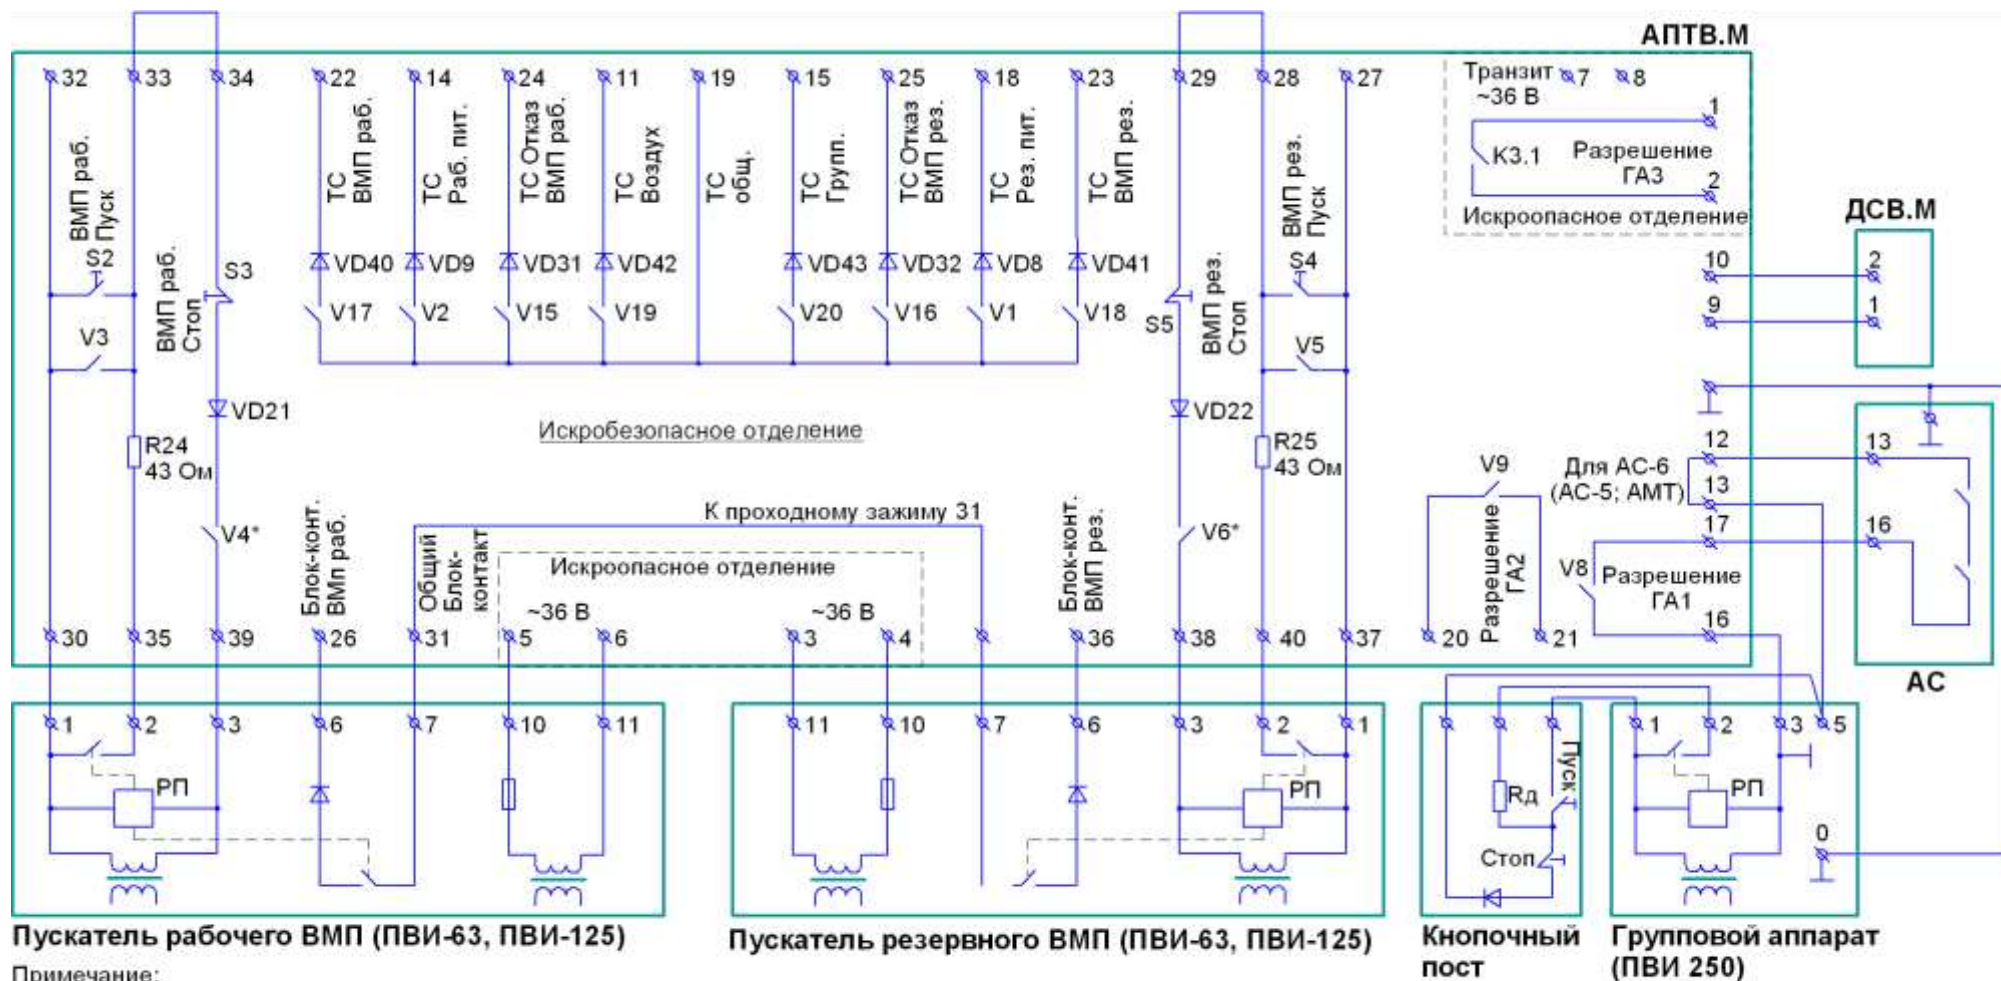 АПТВ.М
32
33
34
22
14
24
11
19
15
25
18
23
29
28
27
Транзит
~36 В
7
8
1
К3.1
Разрешение
ГА3
2
Искроопасное отделение
ВМП раб.
Пуск
S2
V3
ВМП раб.
Стоп
S3
ТС
ВМП раб.
ТС
Раб. пит.
ТС Отказ
ВМП раб.
ТС
Воздух
ТС
общ.
ТС
Групп.
ТС Отказ
ВМП рез.
ТС
Рез. пит.
ТС
ВМП рез.
VD40
VD9
VD31
VD42
VD43
VD32
VD8
VD41
V17
V2
V15
V19
V20
V16
V1
V18
S5
ВМП рез.
Стоп
ВМП рез.
Пуск
S4
V5
ДСВ.М
10
2
9
1
VD21
R24
43 Ом
V4*
Искробезопасное отделение
VD22
R25
43 Ом
V6*
V9
Разрешение
ГА2
Для АС-6
(АС-5; АМТ)
12
13
17
13
16
V8
Разрешение
ГА1
16
АС
Блок-конт.
ВМп раб.
Общий
Блок-
контакт
К проходному зажиму 31
Искроопасное отделение
~36 В
~36 В
Блок-конт.
ВМП рез.
30
35
39
26
31
5
6
3
4
36
38
40
37
20
21
1
2
3
6
7
10
11
11
10
7
6
3
2
1
1
2
3
5
РП
РП
Rд
Пуск
Стоп
РП
0
Пускатель рабочего ВМП (ПВИ-63, ПВИ-125)
Пускатель резервного ВМП (ПВИ-63, ПВИ-125)
Кнопочный
пост
Групповой аппарат
(ПВИ 250)
Примечание: